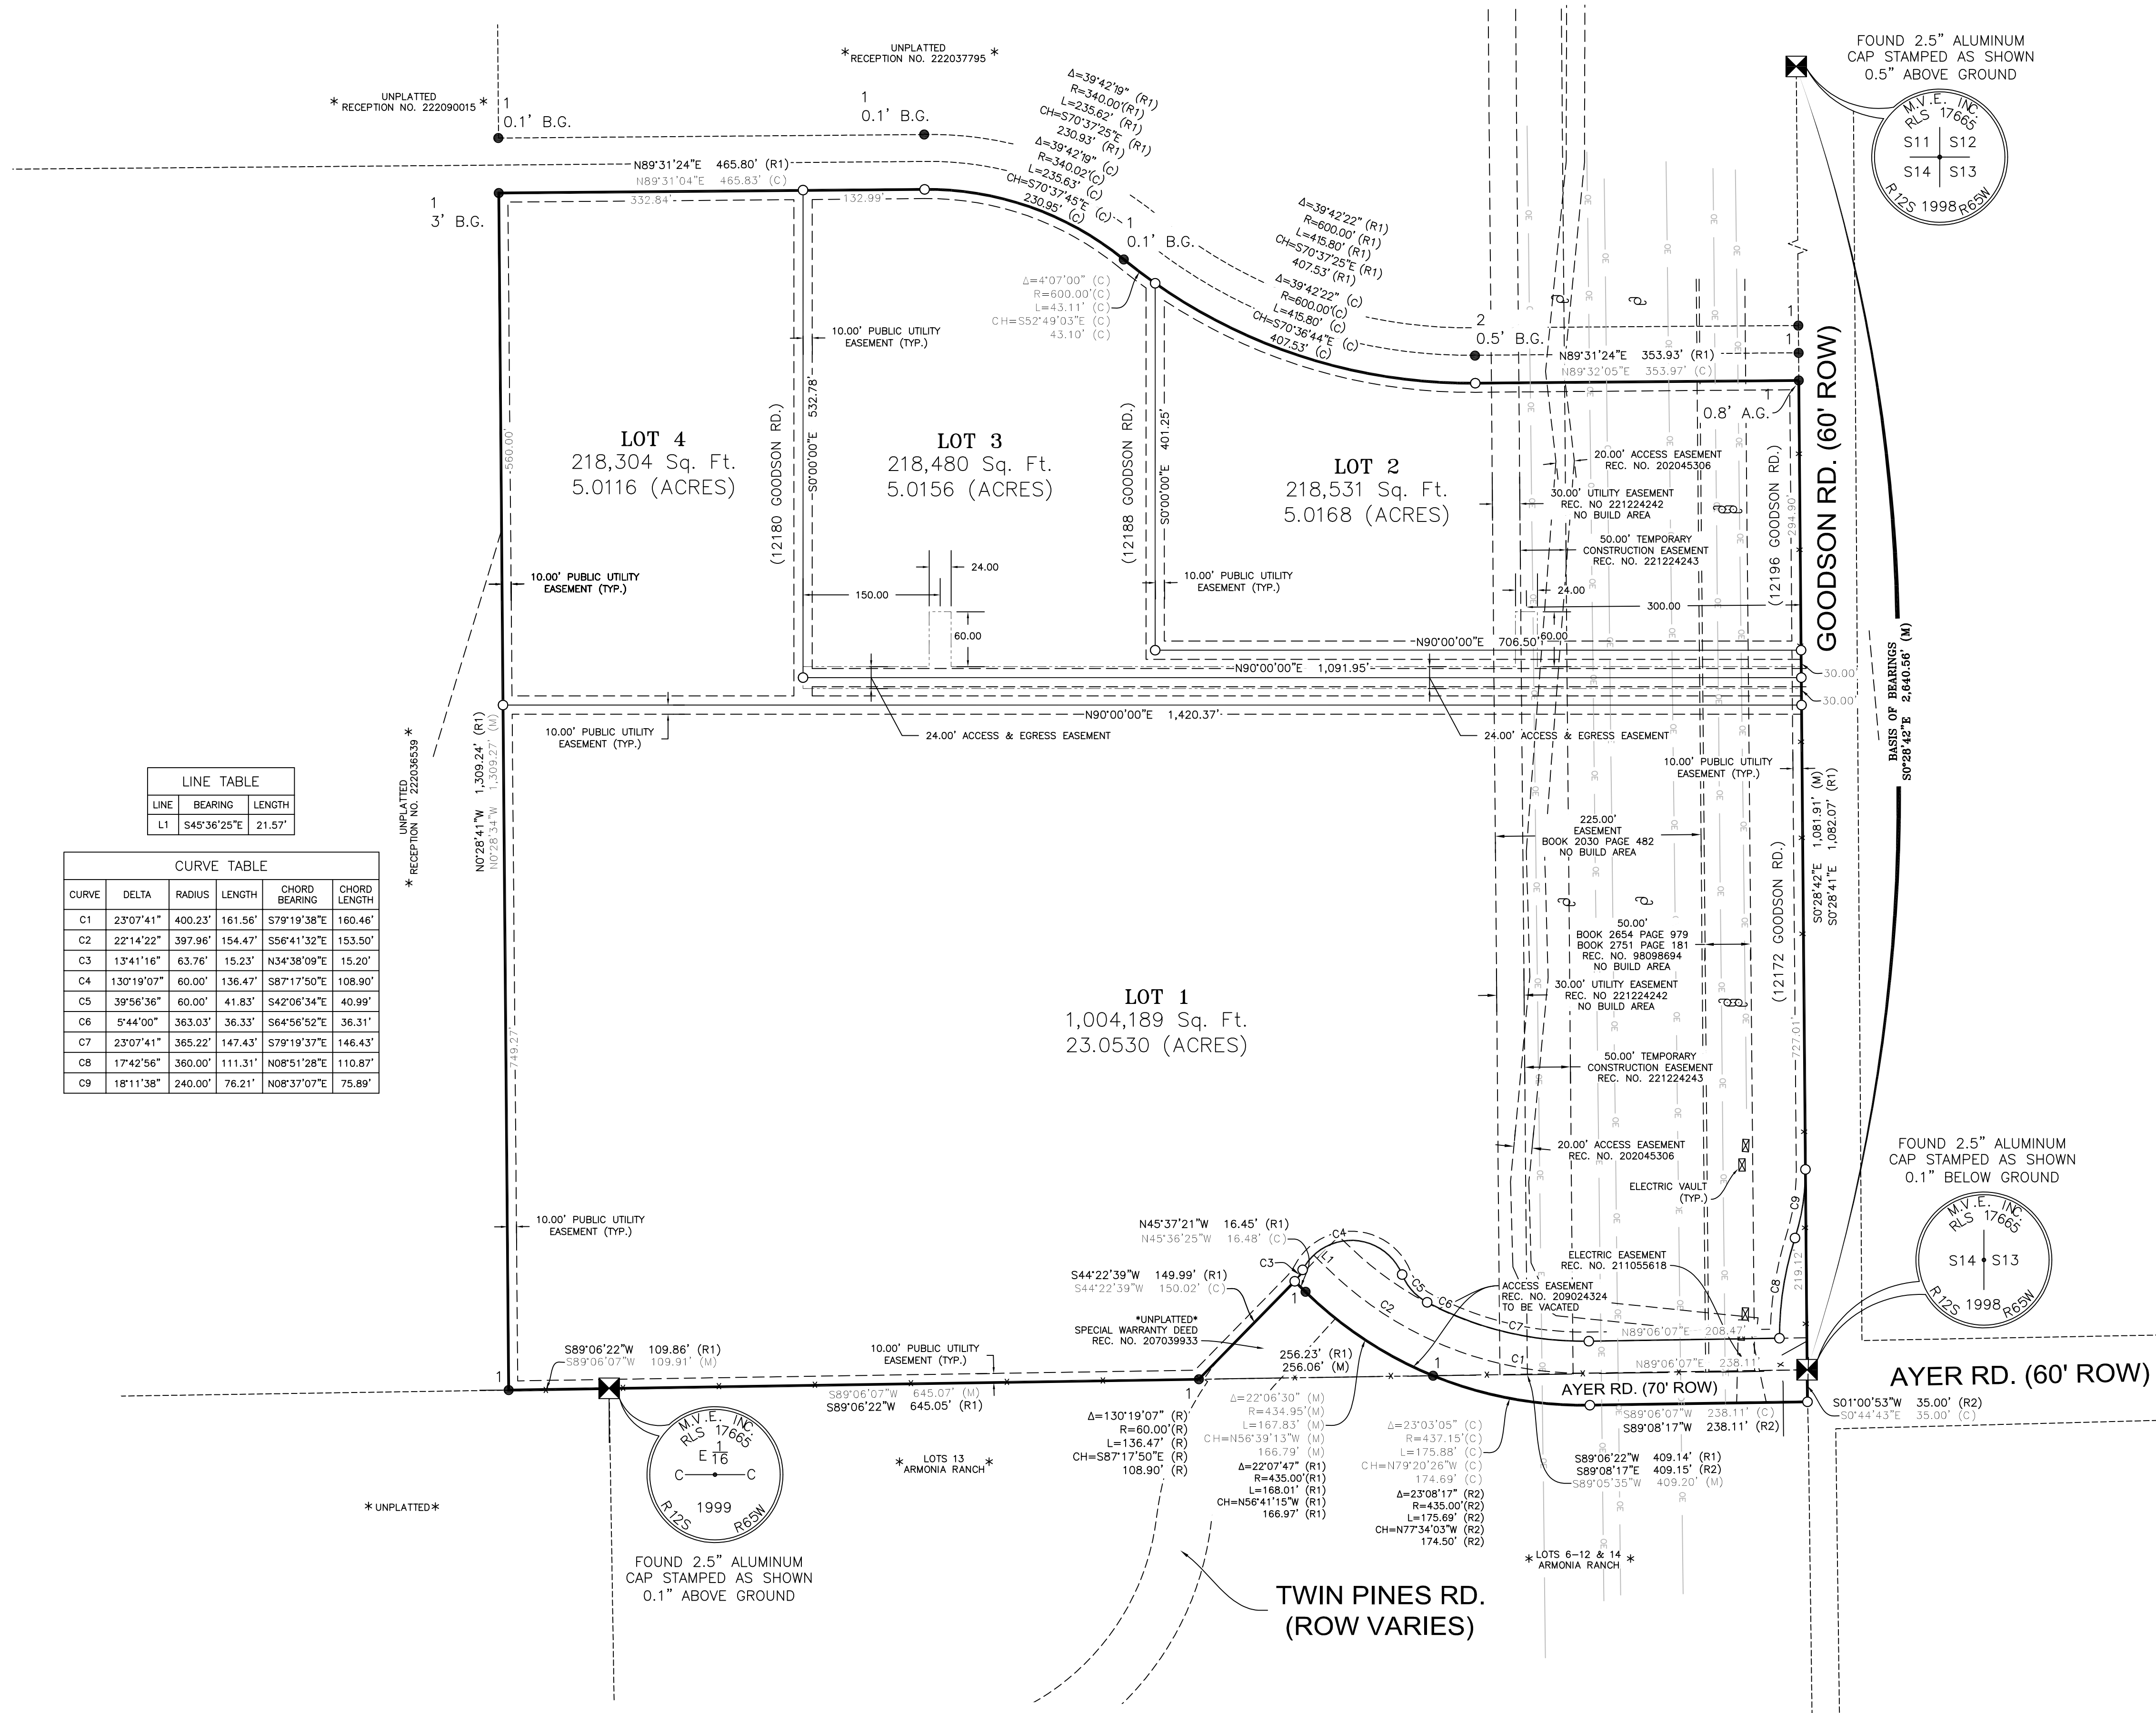 UNPLATTED
* RECEPTION NO. 222037795 *
UNPLATTED
* RECEPTION NO. 222090015 *
1
0.1' B.G.
1
0.1' B.G.
FOUND 2.5" ALUMINUM
CAP STAMPED AS SHOWN
0.5" ABOVE GROUND
M.V.E. INC.
RLS 17665
S11 S12
S14 S13
R12S 1998 R65W
Δ=39°42'19" (R1)
R=340.00'(R1)
L=235.62' (R1)
CH=S70°37'25"E (R1)
230.93' (R1)
Δ=39°42'19" (C)
R=340.02'(C)
L=235.63' (C)
CH=S70°37'45"E (C)
230.95' (C)
N89°31'24"E 465.80' (R1)
N89°31'04"E 465.83' (C)
332.84'
132.99'
1
3' B.G.
1
0.1' B.G.
Δ=39°42'22" (R1)
R=600.00' (R1)
L=415.80' (R1)
CH=S70°37'25"E (R1)
407.53' (R1)
Δ=39°42'22" (C)
R=600.00'(C)
L=415.80' (C)
CH=S70°36'44"E (C)
407.53' (C)
Δ=4°07'00" (C)
R=600.00'(C)
L=43.11' (C)
CH=S52°49'03"E (C)
43.10' (C)
2
0.5' B.G.
1
1
N89°31'24"E 353.93' (R1)
N89°32'05"E 353.97' (C)
1
0.8' A.G.
10.00' PUBLIC UTILITY
EASEMENT (TYP.)
560.00'
LOT 4
218,304 Sq. Ft.
5.0116 (ACRES)
(12180 GOODSON RD.)
S0°00'00"E 532.78'
LOT 3
218,480 Sq. Ft.
5.0156 (ACRES)
(12188 GOODSON RD.)
S0°00'00"E 401.25'
LOT 2
218,531 Sq. Ft.
5.0168 (ACRES)
20.00' ACCESS EASEMENT
REC. NO. 202045306
30.00' UTILITY EASEMENT
REC. NO 221224242
NO BUILD AREA
50.00' TEMPORARY
CONSTRUCTION EASEMENT
REC. NO. 221224243
(12196 GOODSON RD.)
294.90'
GOODSON RD. (60' ROW)
10.00' PUBLIC UTILITY
EASEMENT (TYP.)
24.00
150.00
60.00
10.00' PUBLIC UTILITY
EASEMENT (TYP.)
24.00
300.00
60.00
N90°00'00"E 706.50'
N90°00'00"E 1,091.95'
30.00'
30.00'
N90°00'00"E 1,420.37'
10.00' PUBLIC UTILITY
EASEMENT (TYP.)
24.00' ACCESS & EGRESS EASEMENT
24.00' ACCESS & EGRESS EASEMENT
BASIS OF BEARINGS
S0°28'42"E 2,640.56' (M)
UNPLATTED
* RECEPTION NO. 222036539 *
N0°28'41"W 1,309.24' (R1)
N0°28'34"W 1,309.27' (M)
10.00' PUBLIC UTILITY
EASEMENT (TYP.)
S0°28'42"E 1,081.91' (M)
S0°28'41"E 1,082.07' (R1)
LINE TABLE
LINE BEARING LENGTH
L1 S45°36'25"E 21.57'
CURVE TABLE
CURVE DELTA RADIUS LENGTH CHORD BEARING CHORD LENGTH
C1 23°07'41" 400.23' 161.56' S79°19'38"E 160.46'
C2 22°14'22" 397.96' 154.47' S56°41'32"E 153.50'
C3 13°41'16" 63.76' 15.23' N34°38'09"E 15.20'
C4 130°19'07" 60.00' 136.47' S87°17'50"E 108.90'
C5 39°56'36" 60.00' 41.83' S42°06'34"E 40.99'
C6 5°44'00" 363.03' 36.33' S64°56'52"E 36.31'
C7 23°07'41" 365.22' 147.43' S79°19'37"E 146.43'
C8 17°42'56" 360.00' 111.31' N08°51'28"E 110.87'
C9 18°11'38" 240.00' 76.21' N08°37'07"E 75.89'
225.00'
EASEMENT
BOOK 2030 PAGE 482
NO BUILD AREA
50.00'
BOOK 2654 PAGE 979
BOOK 2751 PAGE 181
REC. NO. 98098694
NO BUILD AREA
(12172 GOODSON RD.)
LOT 1
1,004,189 Sq. Ft.
23.0530 (ACRES)
30.00' UTILITY EASEMENT
REC. NO 221224242
NO BUILD AREA
749.27'
727.01'
50.00' TEMPORARY
CONSTRUCTION EASEMENT
REC. NO. 221224243
20.00' ACCESS EASEMENT
REC. NO. 202045306
ELECTRIC VAULT
(TYP.)
FOUND 2.5" ALUMINUM
CAP STAMPED AS SHOWN
0.1" BELOW GROUND
M.V.E. INC.
RLS 17665
S14 S13
R12S 1998 R65W
10.00' PUBLIC UTILITY
EASEMENT (TYP.)
N45°37'21"W 16.45' (R1)
N45°36'25"W 16.48' (C)
C3
C4
L1
C5
C6
C2
C7
C1
C8
C9
219.12'
ELECTRIC EASEMENT
REC. NO. 211055618
ACCESS EASEMENT
REC. NO. 209024324
TO BE VACATED
S44°22'39"W 149.99' (R1)
S44°22'39"W 150.02' (C)
1
*UNPLATTED*
SPECIAL WARRANTY DEED
REC. NO. 207039933
N89°06'07"E 208.47'
N89°06'07"E 238.11'
S89°06'22"W 109.86' (R1)
S89°06'07"W 109.91' (M)
10.00' PUBLIC UTILITY
EASEMENT (TYP.)
256.23' (R1)
256.06' (M)
1
1
1
S89°06'07"W 645.07' (M)
S89°06'22"W 645.05' (R1)
AYER RD. (70' ROW)
AYER RD. (60' ROW)
S01°00'53"W 35.00' (R2)
S0°44'43"E 35.00' (C)
S89°06'07"W 238.11' (C)
S89°08'17"W 238.11' (R2)
Δ=130°19'07" (R)
R=60.00'(R)
L=136.47' (R)
CH=S87°17'50"E (R)
108.90' (R)
Δ=22°06'30" (M)
R=434.95'(M)
L=167.83' (M)
CH=N56°39'13"W (M)
166.79' (M)
Δ=22°07'47" (R1)
R=435.00'(R1)
L=168.01' (R1)
CH=N56°41'15"W (R1)
166.97' (R1)
Δ=23°03'05" (C)
R=437.15'(C)
L=175.88' (C)
CH=N79°20'26"W (C)
174.69' (C)
Δ=23°08'17" (R2)
R=435.00'(R2)
L=175.69' (R2)
CH=N77°34'03"W (R2)
174.50' (R2)
S89°06'22"W 409.14' (R1)
S89°08'17"E 409.15' (R2)
S89°05'35"W 409.20' (M)
M.V.E. INC.
RLS 17665
E 1/16
C C
1999
R12S R65W
FOUND 2.5" ALUMINUM
CAP STAMPED AS SHOWN
0.1" ABOVE GROUND
*UNPLATTED*
LOTS 13
* ARMONIA RANCH *
LOTS 6-12 & 14
* ARMONIA RANCH *
TWIN PINES RD.
(ROW VARIES)